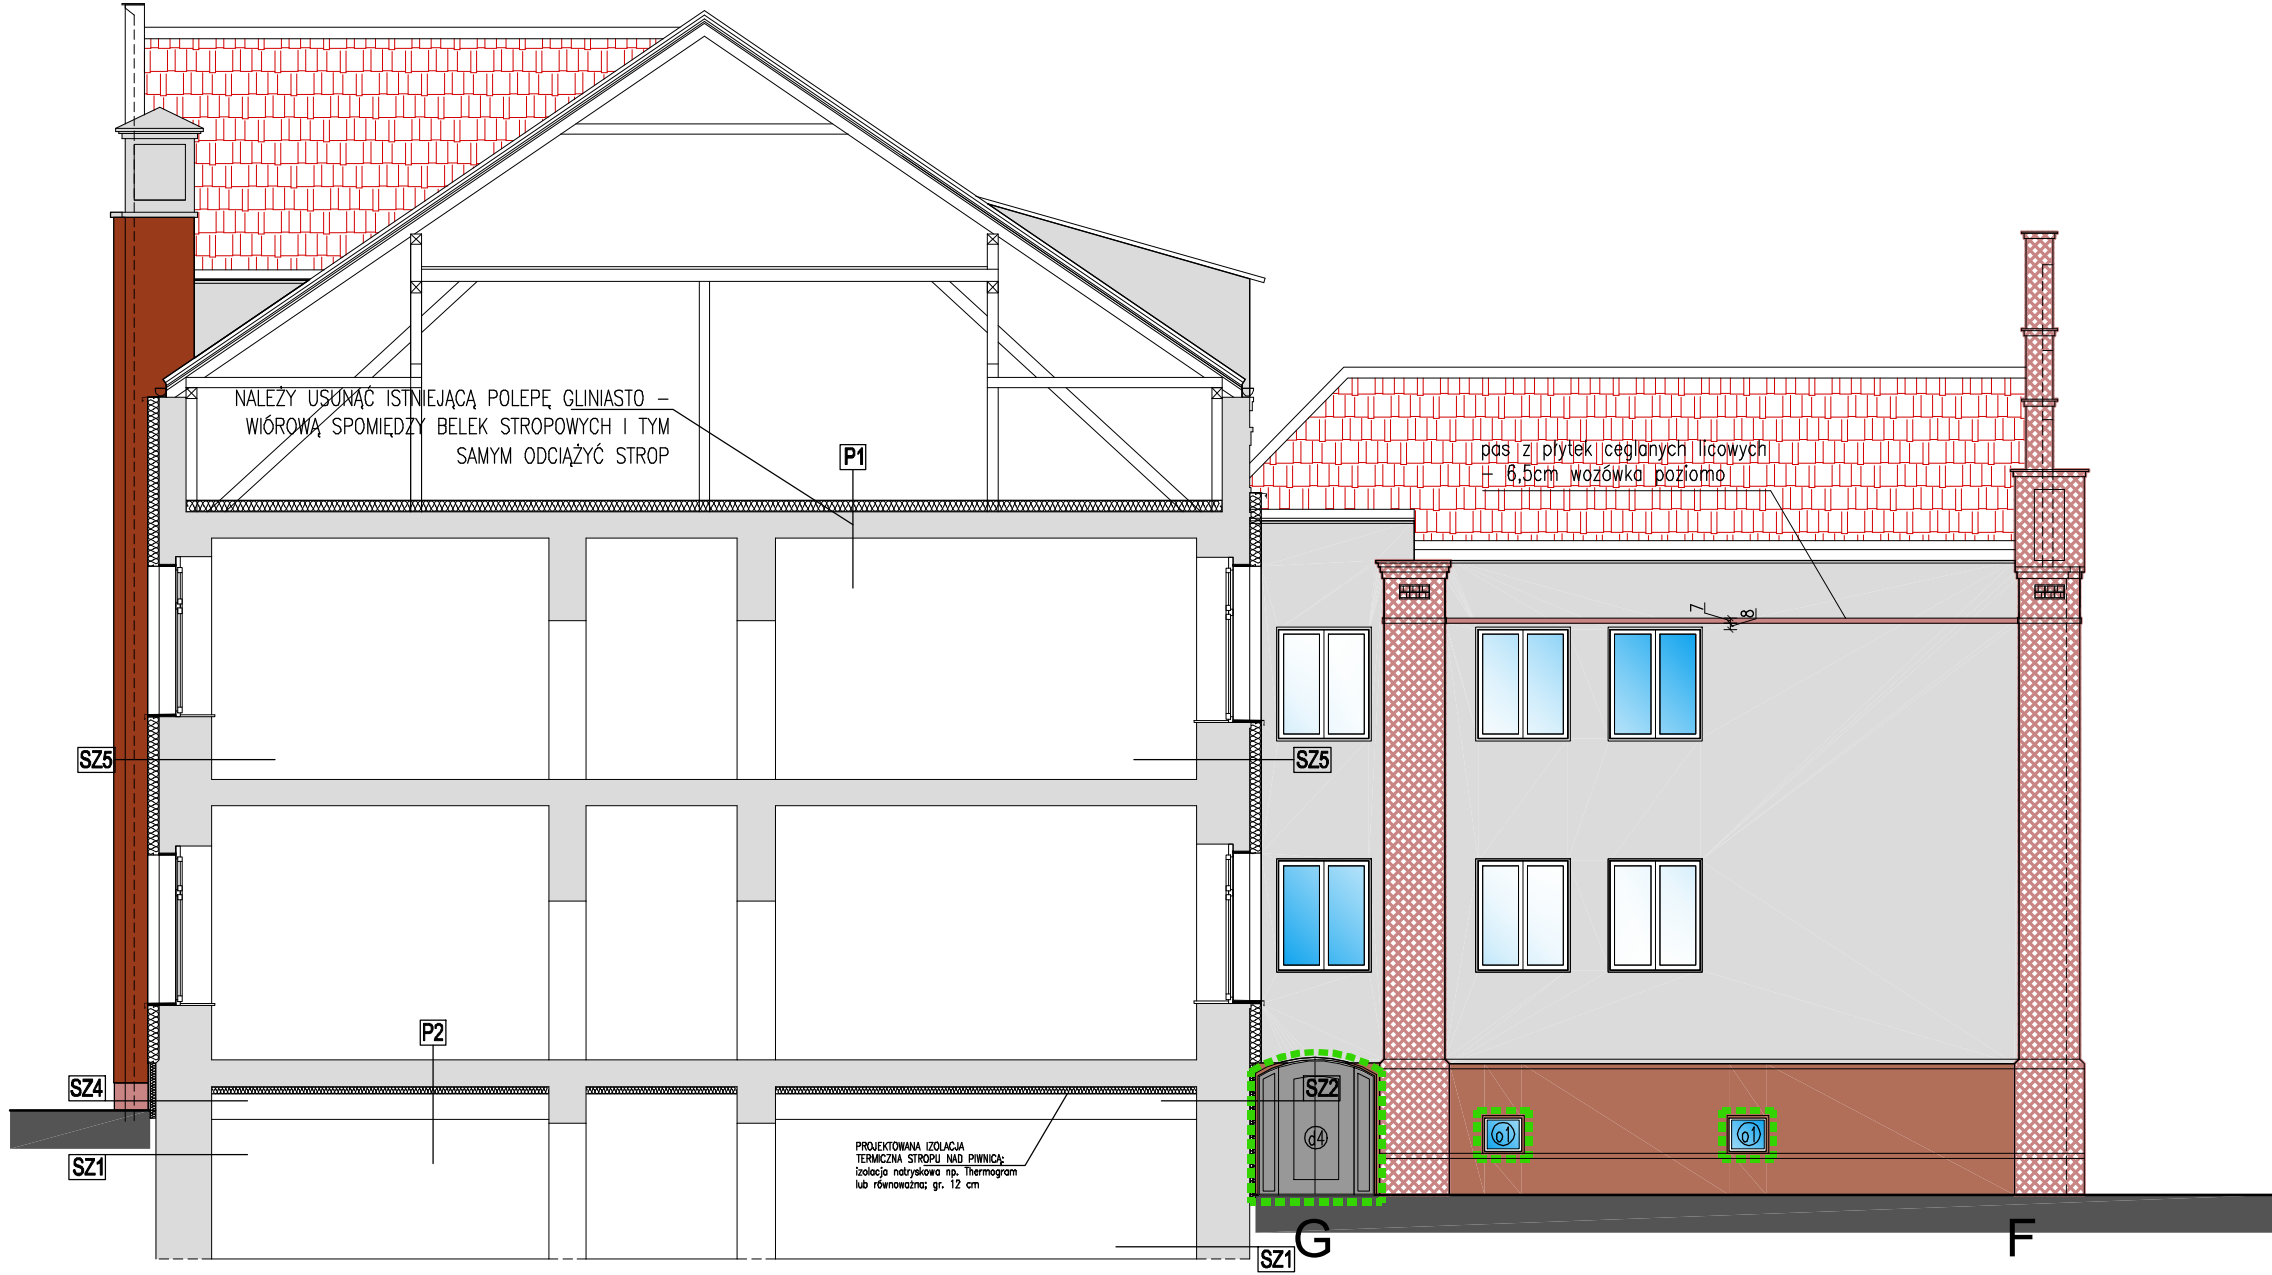 NALEŻY USUNĄĆ ISTNIEJĄCĄ POLEPĘ GLINIASTO –
WIÓROWĄ SPOMIĘDZY BELEK STROPOWYCH I TYM
SAMYM ODCIĄŻYĆ STROP
P1
pas z płytek ceglanych licowych
– 6,5cm wozówka poziomo
7
8
SZ5
SZ5
P2
SZ4
SZ2
SZ1
PROJEKTOWANA IZOLACJA
TERMICZNA STROPU NAD PIWNICĄ:
izolacja natryskowa np. Thermogram
lub równoważna; gr. 12 cm
d4
o1
o1
SZ1
G
F